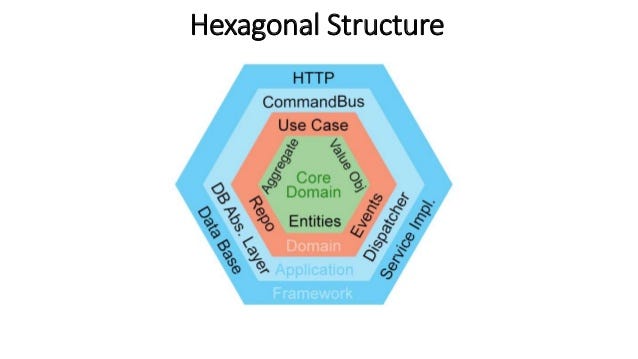 Hexagonal Structure
HTTP
CommandBus
Use Case
Aggregate
Value Obj
Core
Domain
Entities
Repo
Events
Domain
DB Abs. Layer
Dispatcher
Application
Data Base
Service Impl.
Framework